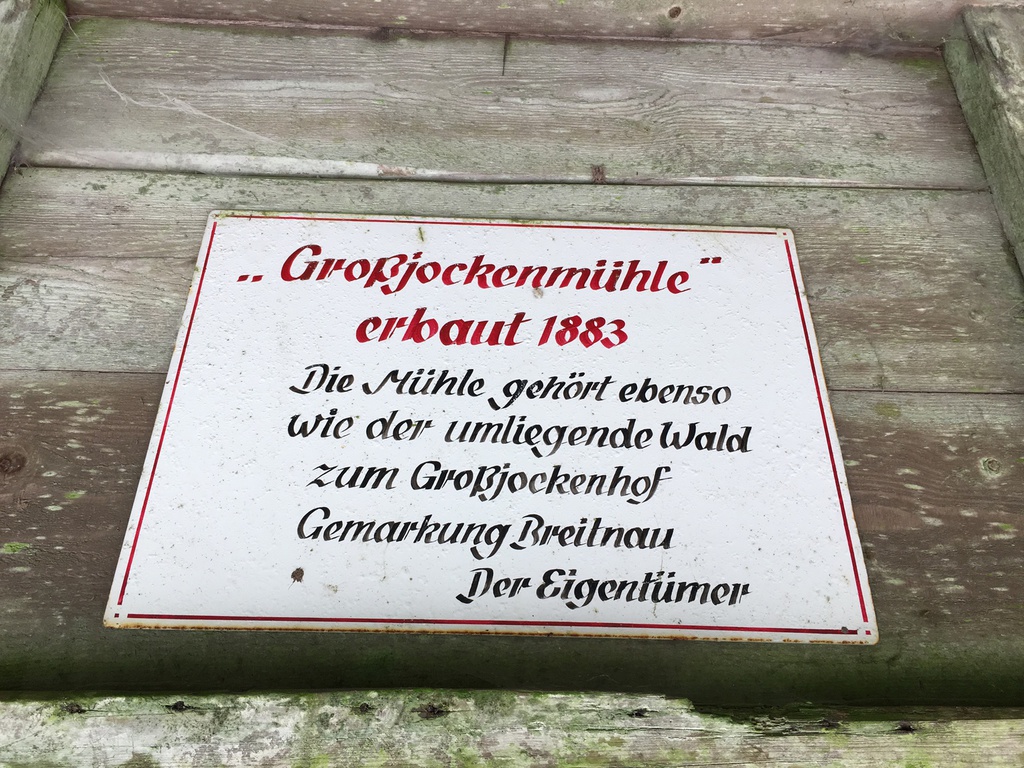 „Großjockenmühle"
erbaut 1883
Die Mühle gehört ebenso
wie der umliegende Wald
zum Großjockenhof
Gemarkung Breitnau
Der Eigentümer